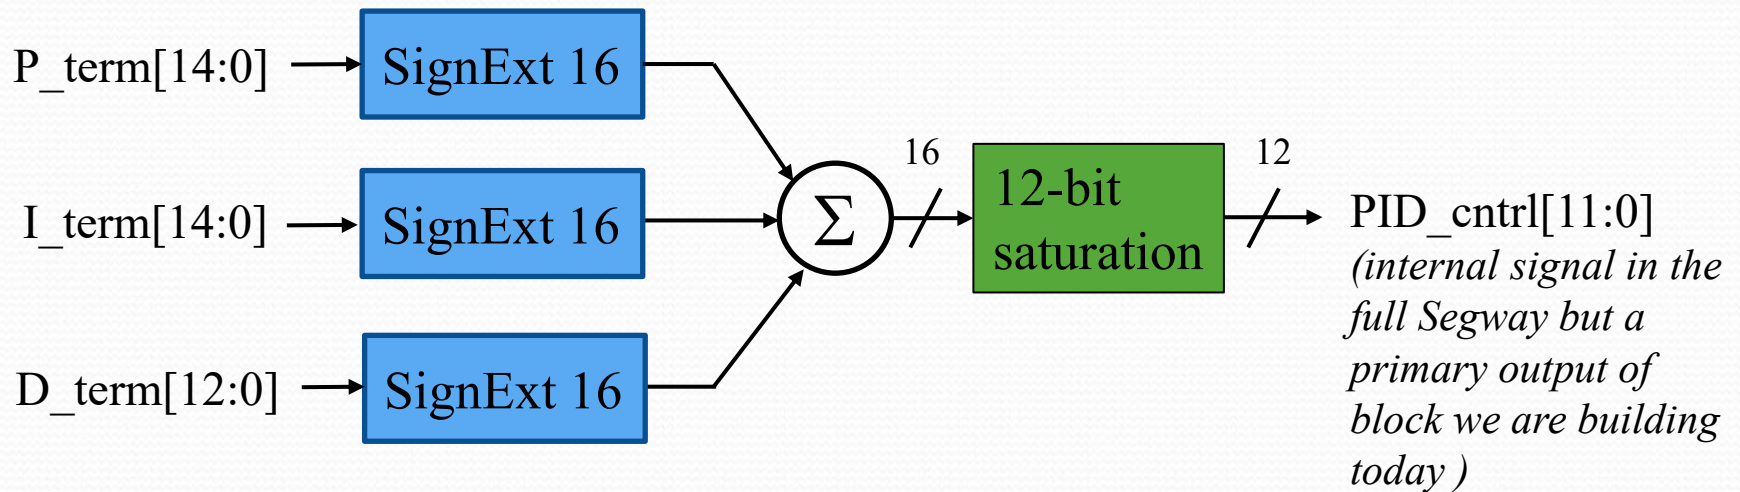 P_term[14:0]
SignExt 16
I_term[14:0]
SignExt 16
D_term[12:0]
SignExt 16
Σ
16
12-bit
saturation
12
PID_cntrl[11:0]
(internal signal in the
full Segway but a
primary output of
block we are building
today )